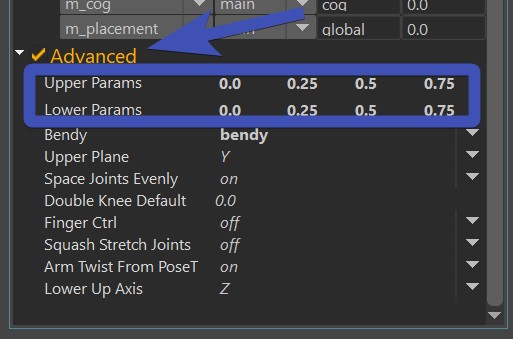 m_cog main cog 0.0
m_placement global 0.0
Advanced
Upper Params 0.0 0.25 0.5 0.75
Lower Params 0.0 0.25 0.5 0.75
Bendy bendy
Upper Plane Y
Space Joints Evenly on
Double Knee Default 0.0
Finger Ctrl off
Squash Stretch Joints off
Arm Twist From PoseT on
Lower Up Axis Z